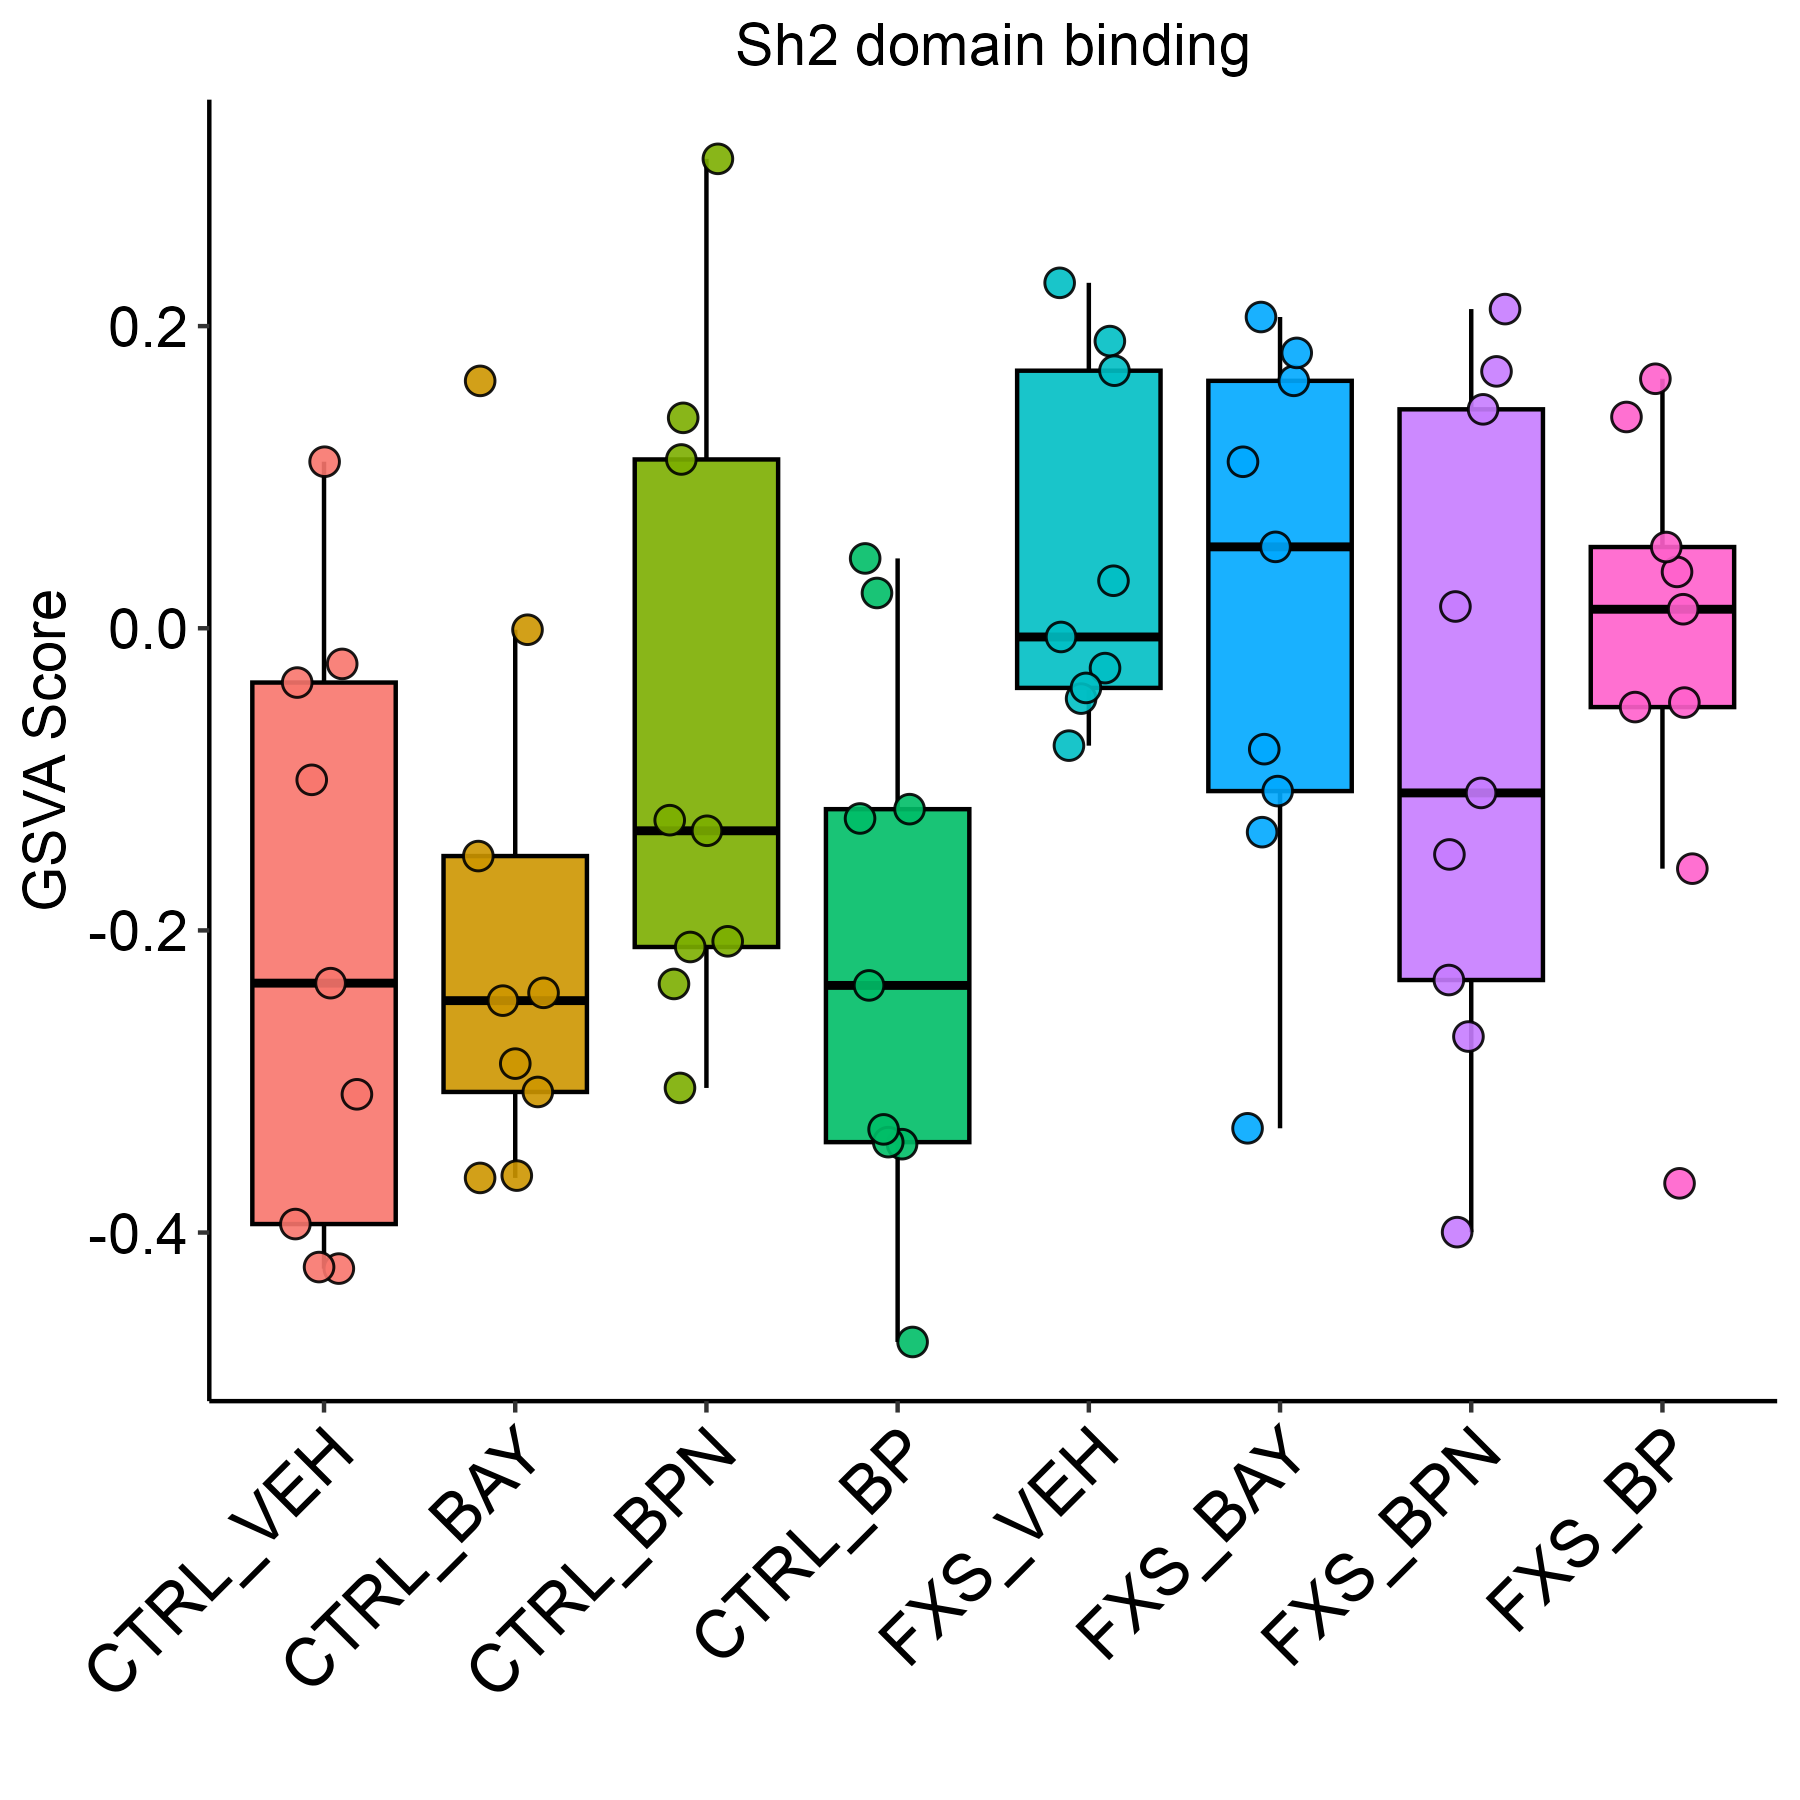 Sh2 domain binding
GSVA Score
0.2
0.0
-0.2
-0.4
CTRL_VEH
CTRL_BAY
CTRL_BPN
CTRL_BP
FXS_VEH
FXS_BAY
FXS_BPN
FXS_BP